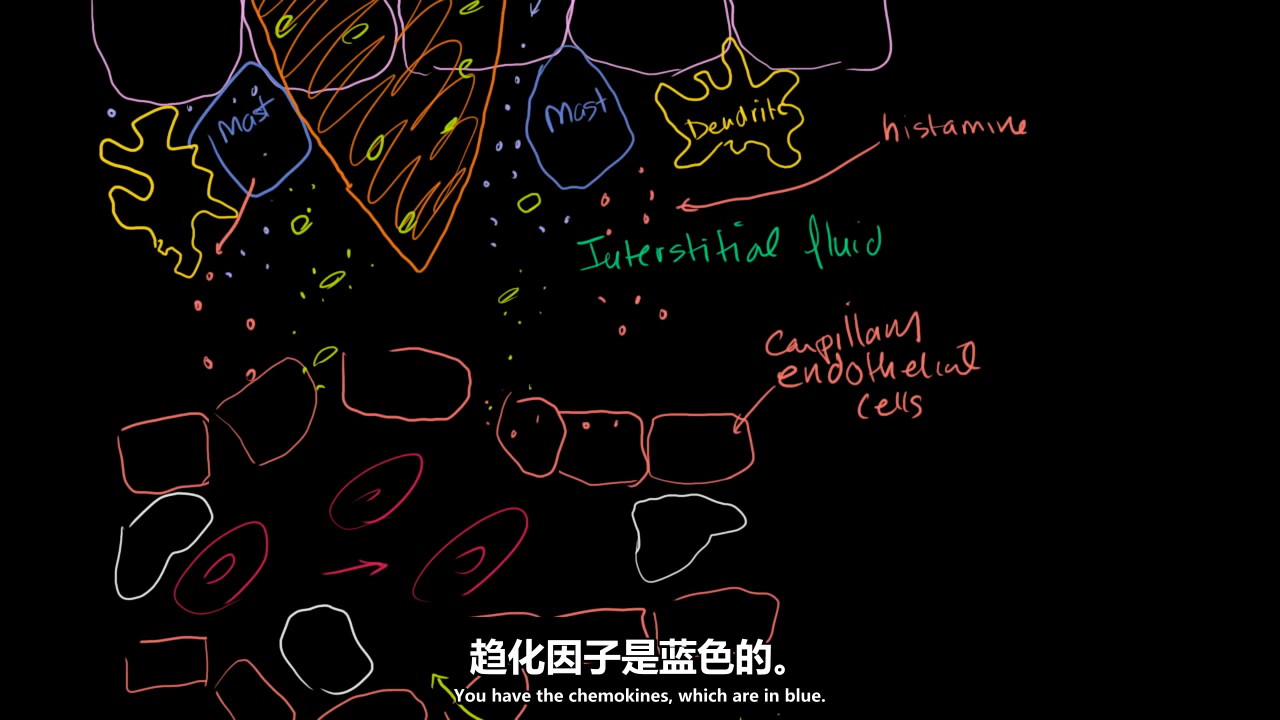 Mast
Mast
Dendrite
histamine
Interstitial fluid
Capillary
endothelial
cells
趋化因子是蓝色的。
You have the chemokines, which are in blue.